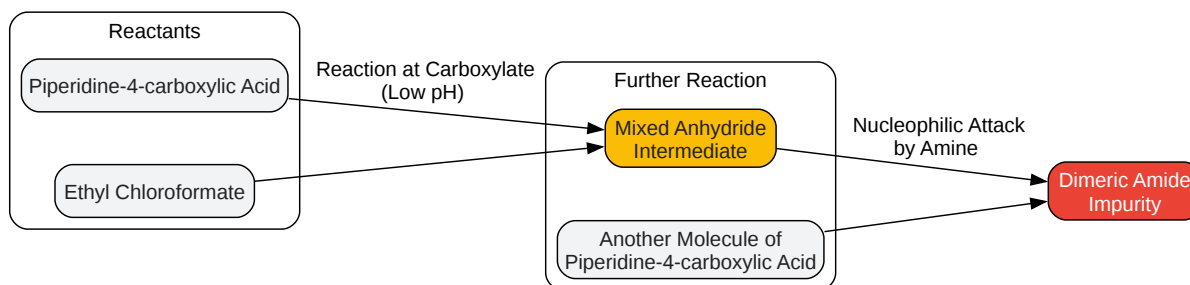 Reactants
Piperidine-4-carboxylic Acid
Ethyl Chloroformate
Reaction at Carboxylate
(Low pH)
Further Reaction
Mixed Anhydride
Intermediate
Another Molecule of
Piperidine-4-carboxylic Acid
Nucleophilic Attack
by Amine
Dimeric Amide
Impurity